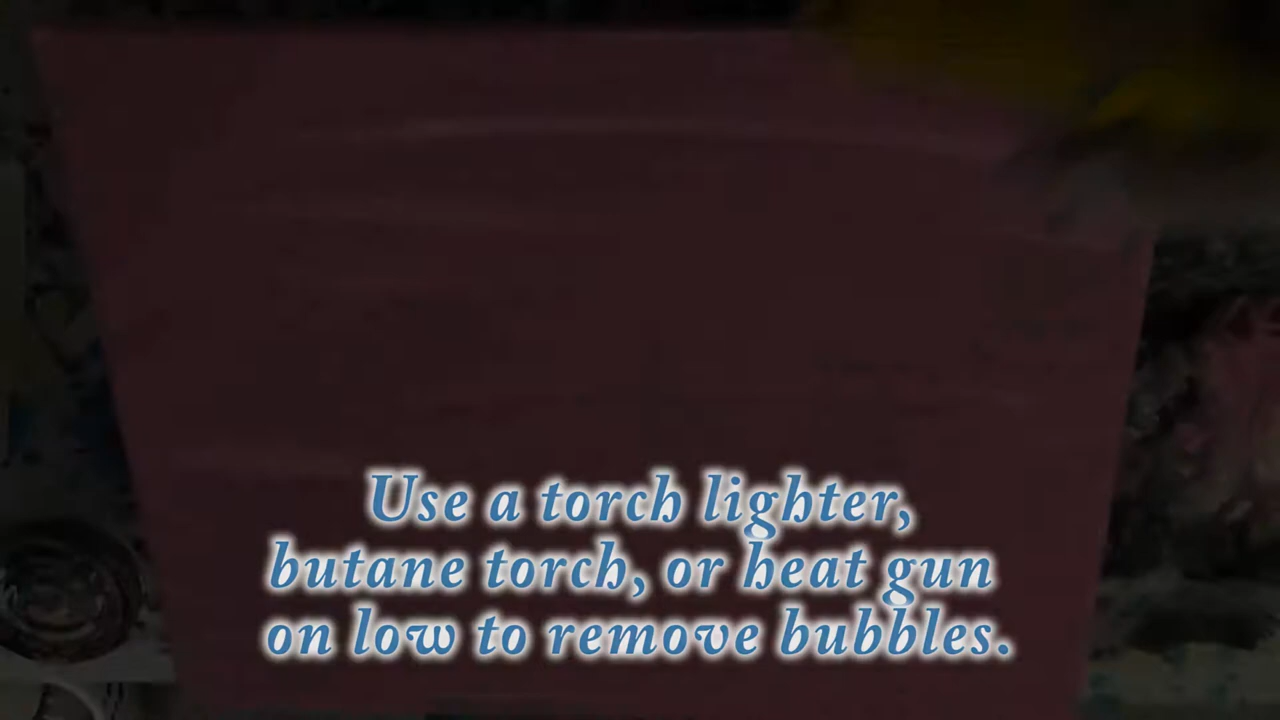 Use a torch lighter,
butane torch, or heat gun
on low to remove bubbles.